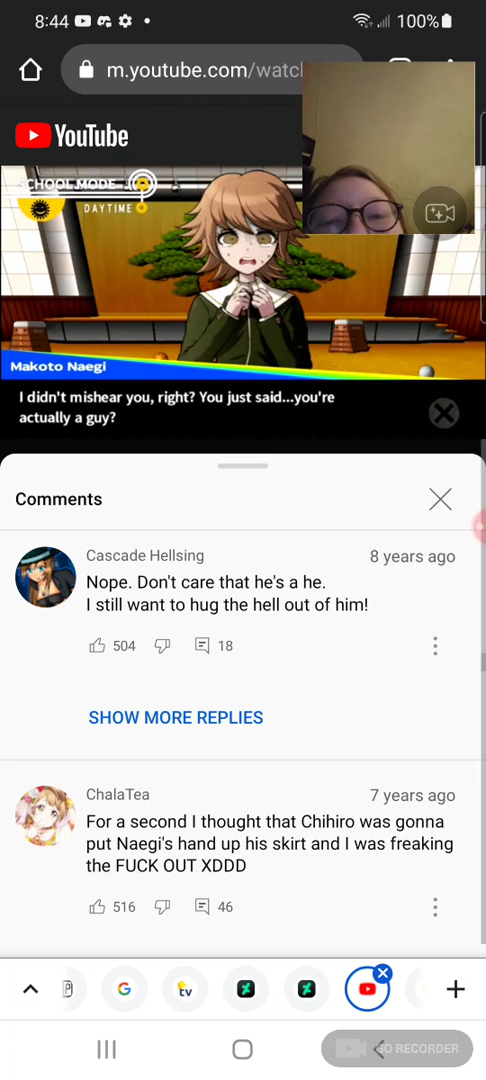 8:44
100%
m.youtube.com/watch
YouTube
SCHOOL MODE
DAYTIME
Makoto Naegi
I didn't mishear you, right? You just said...you're
actually a guy?
Comments
Cascade Hellsing 8 years ago
Nope. Don't care that he's a he.
I still want to hug the hell out of him!
504 18
SHOW MORE REPLIES
ChalaTea 7 years ago
For a second I thought that Chihiro was gonna
put Naegi's hand up his skirt and I was freaking
the FUCK OUT XDDD
516 46
G
tv
GO RECORDER